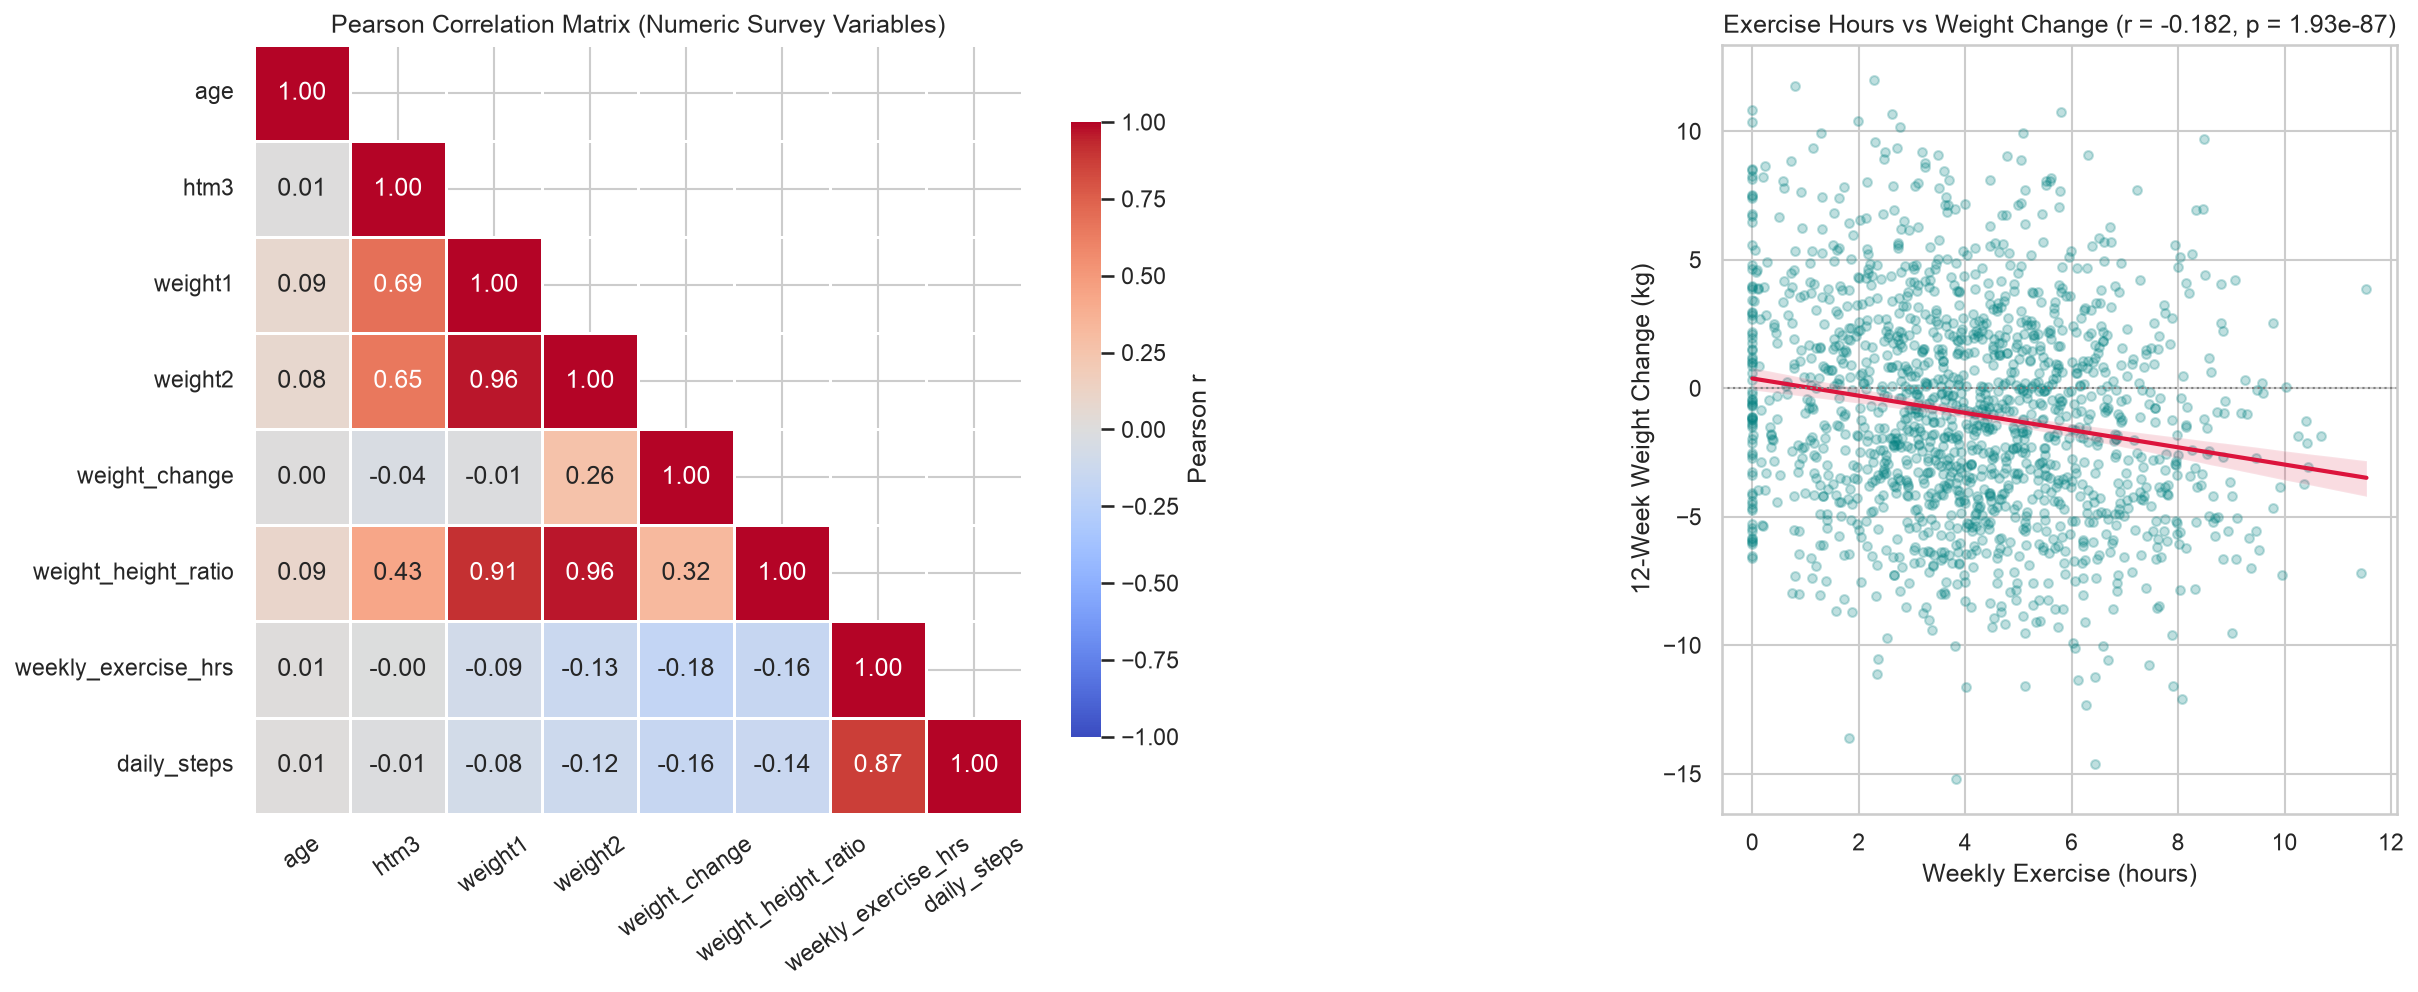 Pearson Correlation Matrix (Numeric Survey Variables)
age
1.00
htm3
0.01 1.00
weight1
0.09 0.69 1.00
weight2
0.08 0.65 0.96 1.00
weight_change
0.00 -0.04 -0.01 0.26 1.00
weight_height_ratio
0.09 0.43 0.91 0.96 0.32 1.00
weekly_exercise_hrs
0.01 -0.00 -0.09 -0.13 -0.18 -0.16 1.00
daily_steps
0.01 -0.01 -0.08 -0.12 -0.16 -0.14 0.87 1.00
age
htm3
weight1
weight2
weight_change
weight_height_ratio
weekly_exercise_hrs
daily_steps
1.00
0.75
0.50
0.25
0.00
−0.25
−0.50
−0.75
−1.00
Pearson r
Exercise Hours vs Weight Change (r = -0.182, p = 1.93e-87)
12-Week Weight Change (kg)
10
5
0
−5
−10
−15
0 2 4 6 8 10 12
Weekly Exercise (hours)